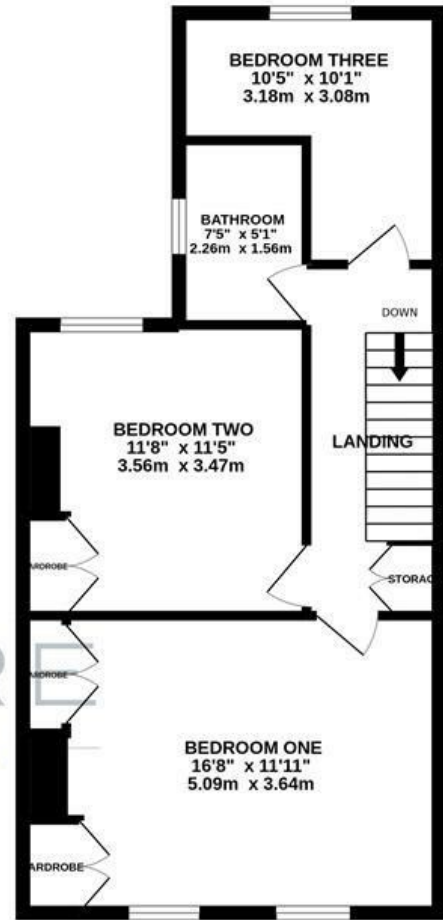 BEDROOM THREE
10'5" x 10'1"
3.18m x 3.08m
BATHROOM
7'5" x 5'1"
2.26m x 1.56m
DOWN
BEDROOM TWO
11'8" x 11'5"
3.56m x 3.47m
LANDING
ARDROBE
STORAG
ARDROBE
RE
BEDROOM ONE
16'8" x 11'11"
5.09m x 3.64m
ARDROBE